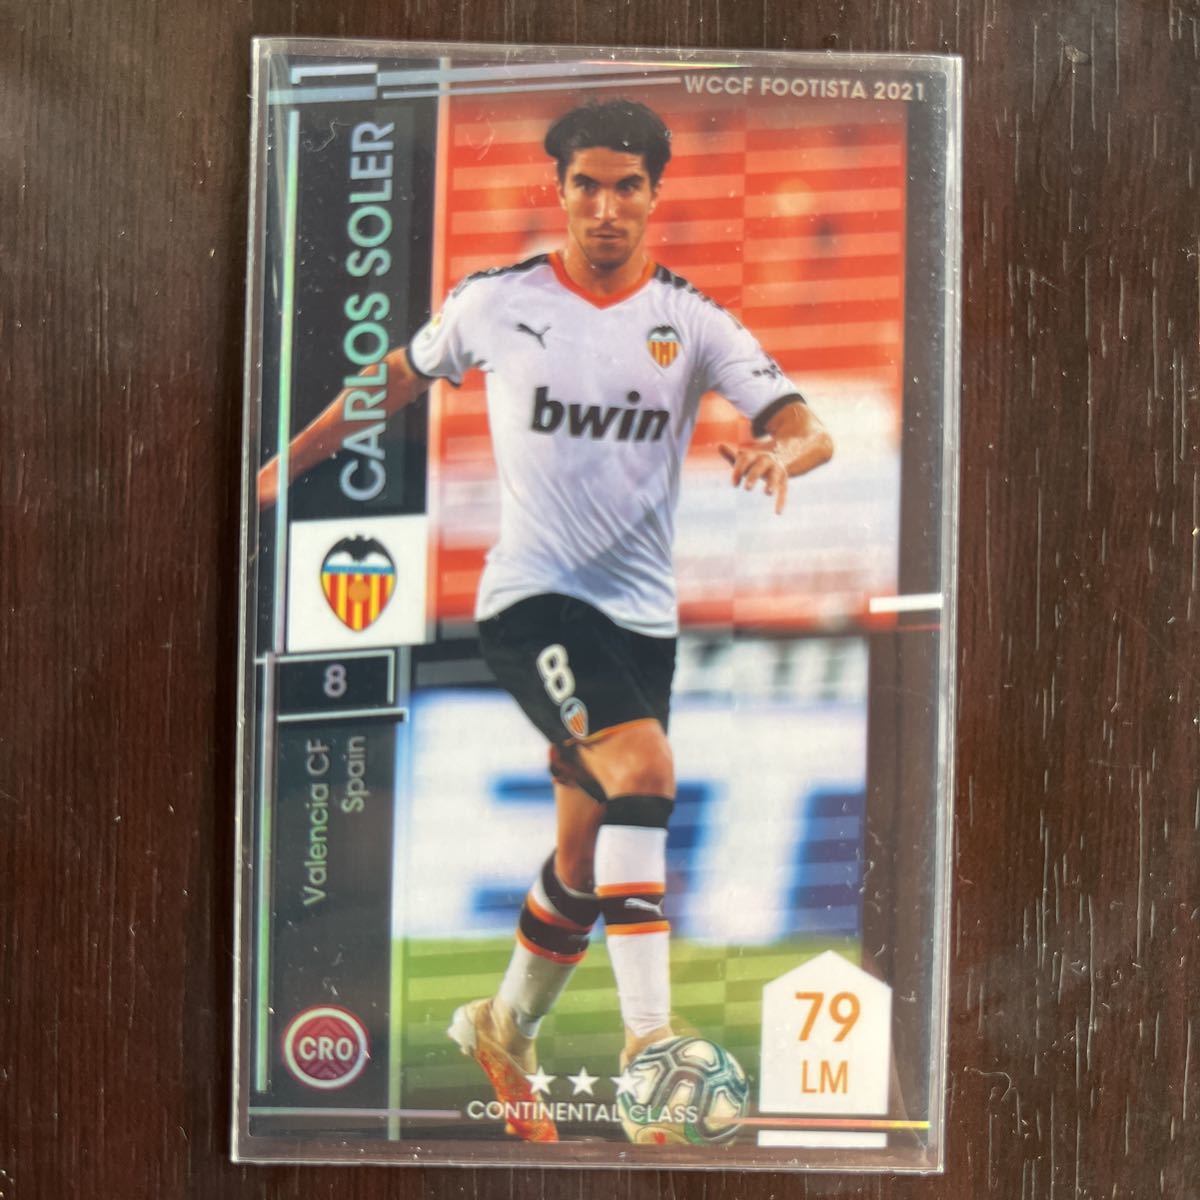 WCCF FOOTISTA 2021
CARLOS SOLER
bwin
8
8
Valencia CF
Spain
CRO
79
LM
CONTINENTAL CLASS